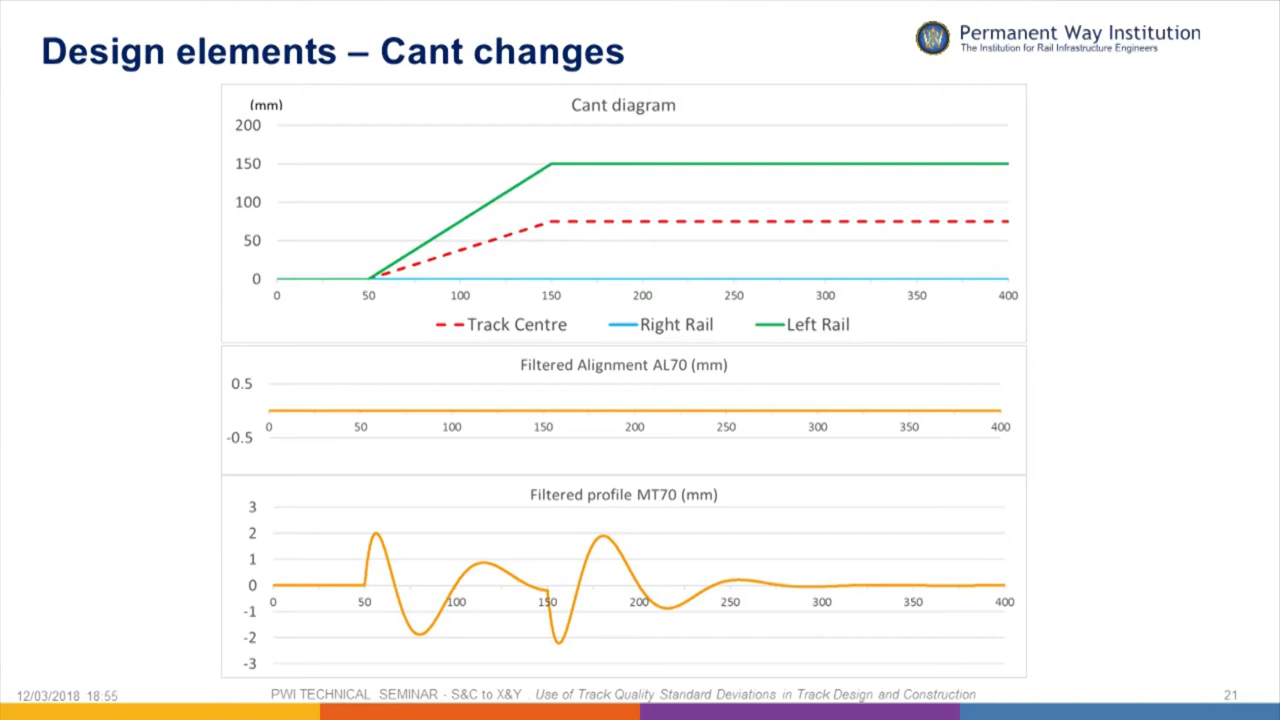 Design elements – Cant changes
Permanent Way Institution
The Institution for Rail Infrastructure Engineers
(mm)
Cant diagram
200
150
100
50
0
0 50 100 150 200 250 300 350 400
Track Centre Right Rail Left Rail
Filtered Alignment AL70 (mm)
0.5
0 50 100 150 200 250 300 350 400
-0.5
Filtered profile MT70 (mm)
3
2
1
0
0 50 100 150 200 250 300 350 400
-1
-2
-3
12/03/2018 18:55
PWI TECHNICAL SEMINAR - S&C to X&Y . Use of Track Quality Standard Deviations in Track Design and Construction
21